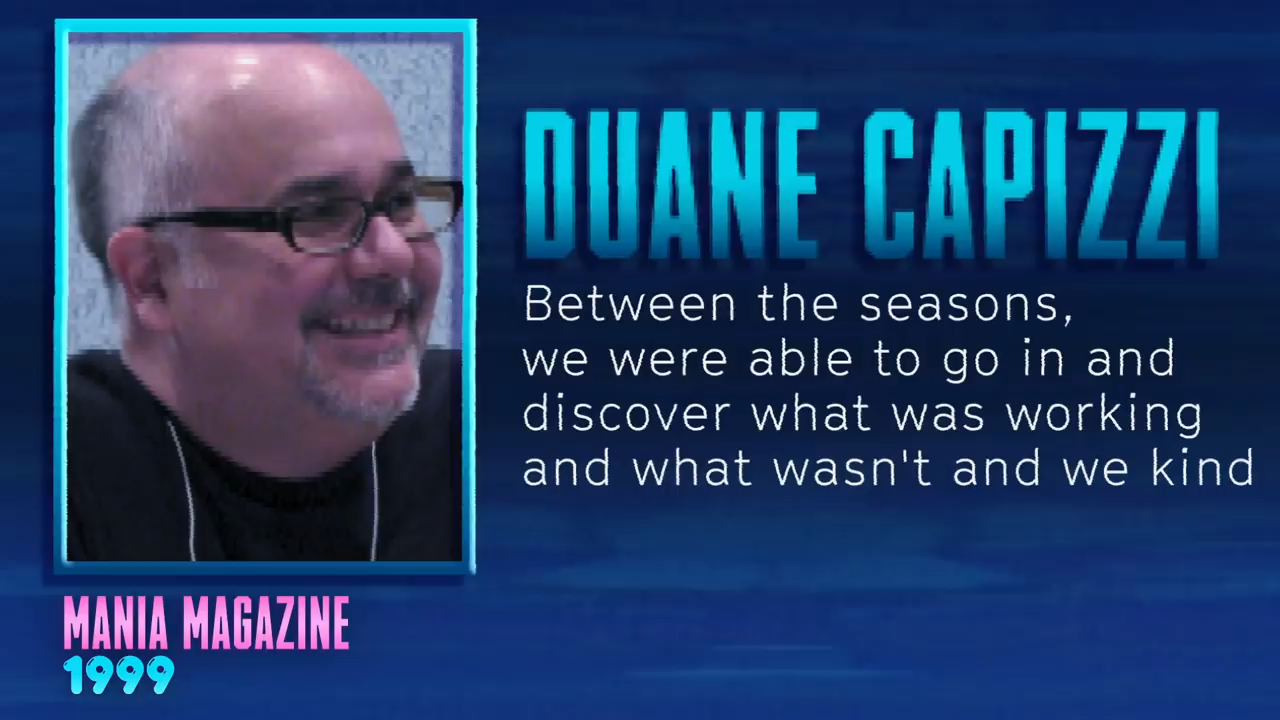 DUANE CAPIZZI
Between the seasons,
we were able to go in and
discover what was working
and what wasn't and we kind
MANIA MAGAZINE
1999